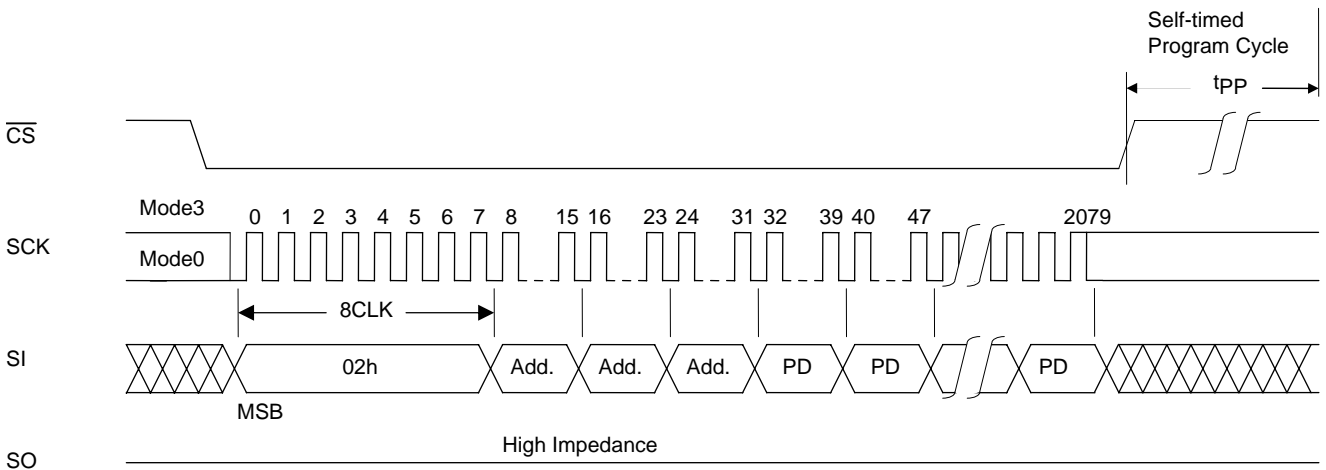 Self-timed
Program Cycle
tPP
CS
Mode3
0 1 2 3 4 5 6 7 8 15 16 23 24 31 32 39 40 47 2079
SCK
Mode0
8CLK
SI
02h Add. Add. Add. PD PD PD
MSB
High Impedance
SO